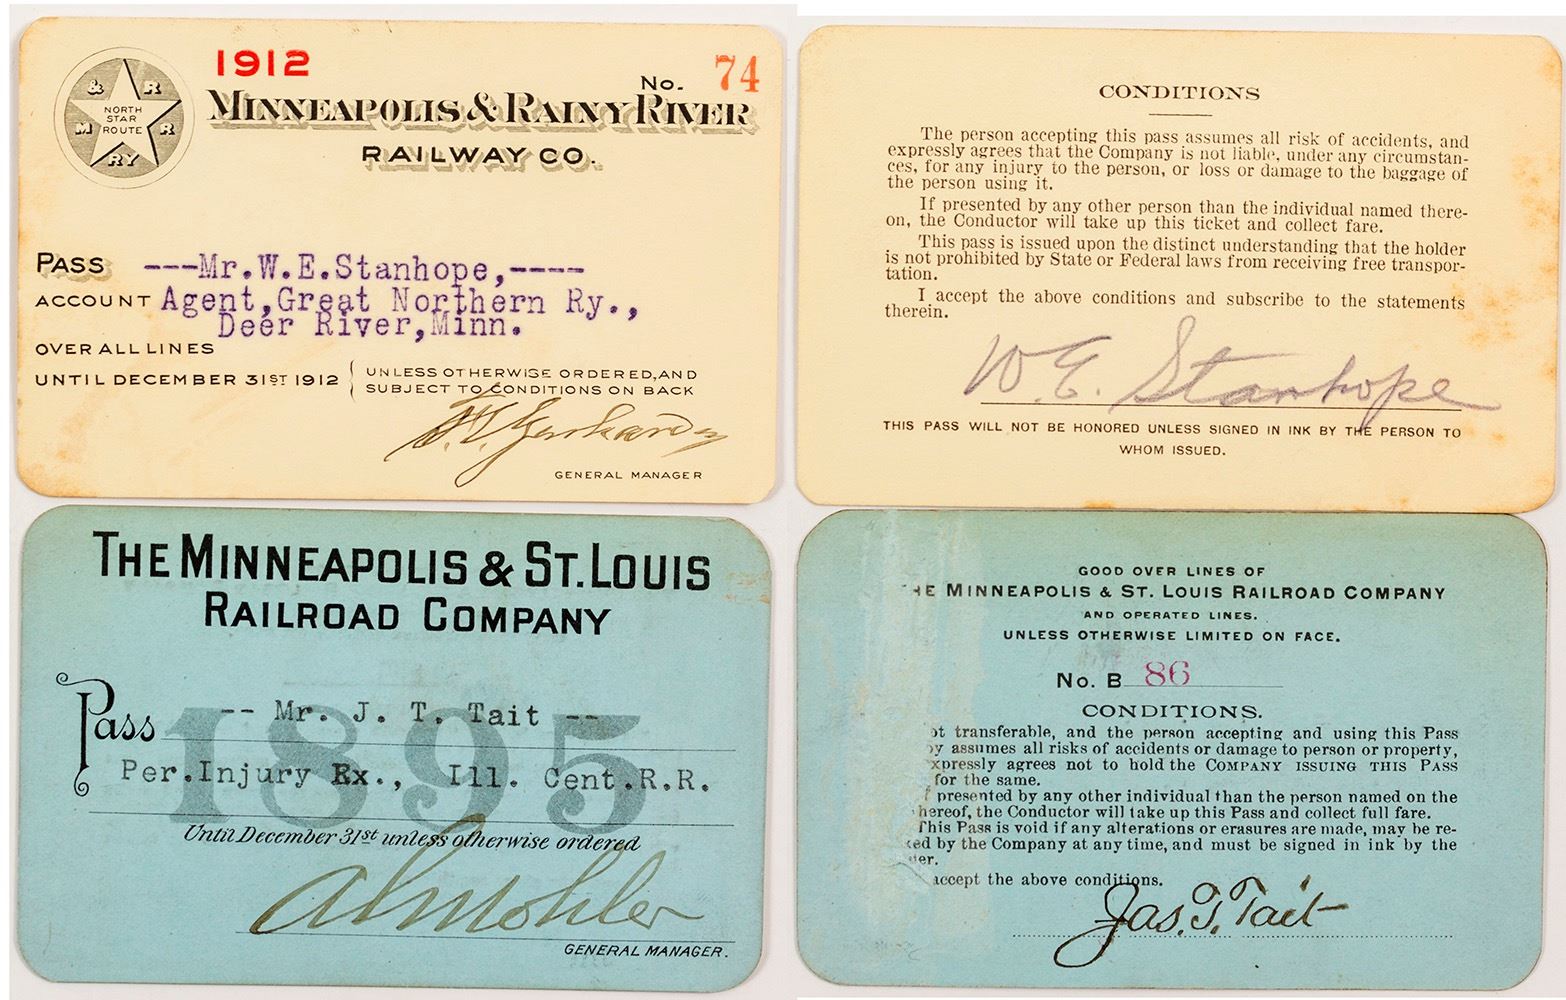 1912
No. 74
MINNEAPOLIS & RAINY RIVER
RAILWAY CO.
& R
NORTH
STAR
ROUTE
M R
RY
PASS ---Mr.W.E.Stanhope,----
ACCOUNT Agent,Great Northern Ry.,
Deer River,Minn.
OVER ALL LINES
UNTIL DECEMBER 31ST 1912
UNLESS OTHERWISE ORDERED,AND
SUBJECT TO CONDITIONS ON BACK
GENERAL MANAGER
CONDITIONS
The person accepting this pass assumes all risk of accidents, and
expressly agrees that the Company is not liable, under any circumstan-
ces, for any injury to the person, or loss or damage to the baggage of
the person using it.
If presented by any other person than the individual named there-
on, the Conductor will take up this ticket and collect fare.
This pass is issued upon the distinct understanding that the holder
is not prohibited by State or Federal laws from receiving free transpor-
tation.
I accept the above conditions and subscribe to the statements
therein.
W. E. Stanhope
THIS PASS WILL NOT BE HONORED UNLESS SIGNED IN INK BY THE PERSON TO
WHOM ISSUED.
THE MINNEAPOLIS & ST. LOUIS
RAILROAD COMPANY
1895
Pass -- Mr. J. T. Tait --
Per.Injury Ex., Ill. Cent.R.R.
Until December 31st unless otherwise ordered
A L Mohler
GENERAL MANAGER.
GOOD OVER LINES OF
HE MINNEAPOLIS & ST. LOUIS RAILROAD COMPANY
AND OPERATED LINES.
UNLESS OTHERWISE LIMITED ON FACE.
No. B 86
CONDITIONS.
ot transferable, and the person accepting and using this Pass
by assumes all risks of accidents or damage to person or property,
xpressly agrees not to hold the COMPANY ISSUING THIS PASS
for the same.
f presented by any other individual than the person named on the
hereof, the Conductor will take up this Pass and collect full fare.
This Pass is void if any alterations or erasures are made, may be re-
ed by the Company at any time, and must be signed in ink by the
er.
accept the above conditions.
Jas. T. Tait